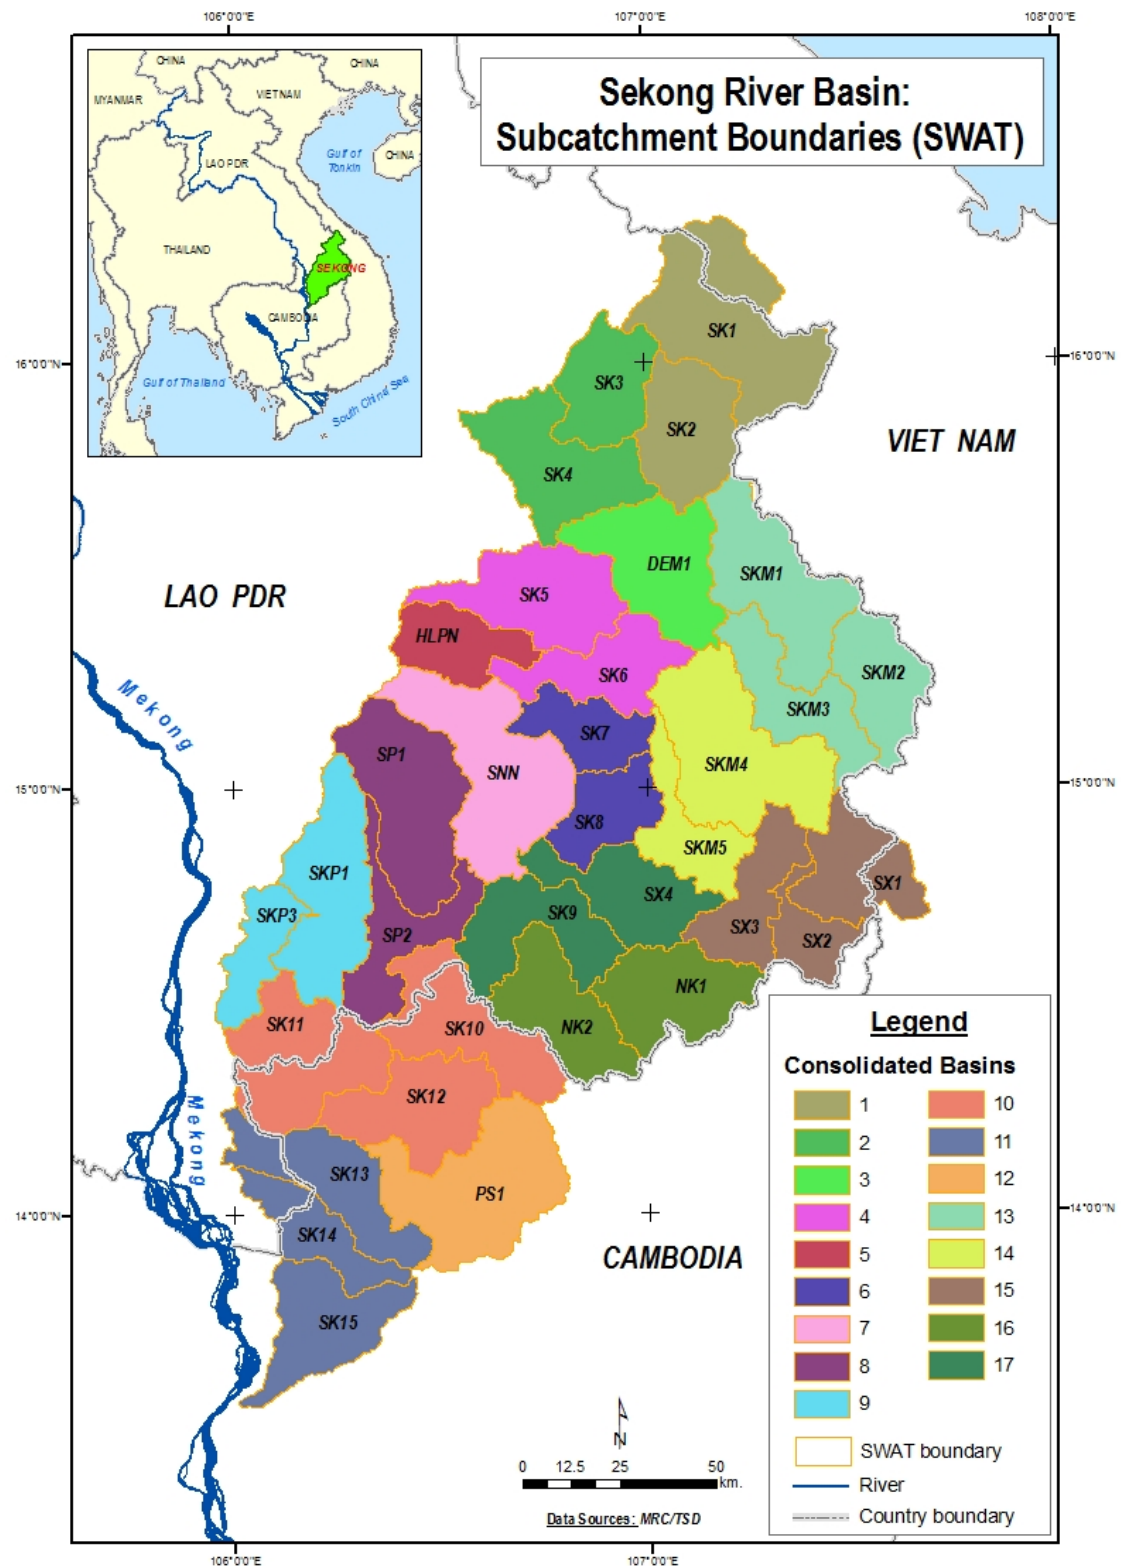 106°0'0"E
107°0'0"E
108°0'0"E
Sekong River Basin:
Subcatchment Boundaries (SWAT)
CHINA
CHINA
MYANMAR
VIETNAM
Gulf of
Tonkin
CHINA
LAO PDR
THAILAND
SEKONG
CAMBODIA
Gulf of Thailand
South China Sea
16°0'0"N
16°0'0"N
SK1
SK3
SK2
VIET NAM
SK4
DEM1
SKM1
LAO PDR
SK5
HLPN
SK6
SKM2
Mekong
SKM3
SK7
SP1
SNN
SKM4
15°0'0"N
15°0'0"N
SK8
SKM5
SKP1
SX1
SX4
SKP3
SK9
SX3
SP2
SX2
NK1
SK11
SK10
NK2
SK12
Mekong
SK13
PS1
14°0'0"N
14°0'0"N
SK14
CAMBODIA
SK15
Legend
Consolidated Basins
1
10
2
11
3
12
4
13
5
14
6
15
7
16
8
17
9
SWAT boundary
River
Country boundary
N
0 12.5 25 50
km.
Data Sources: MRC/TSD
106°0'0"E
107°0'0"E